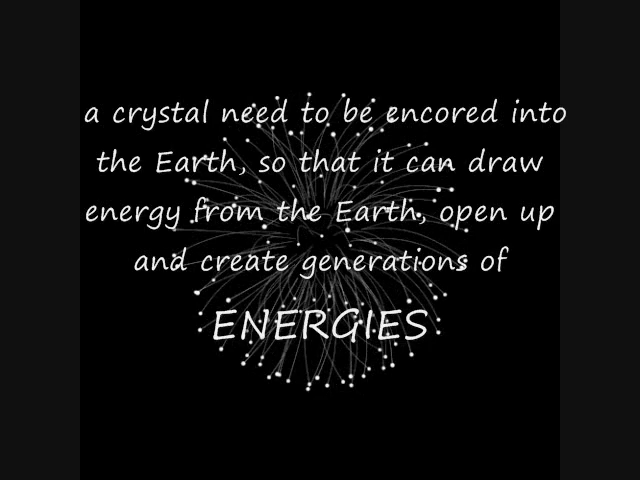 a crystal need to be encored into
the Earth, so that it can draw
energy from the Earth, open up
and create generations of
ENERGIES